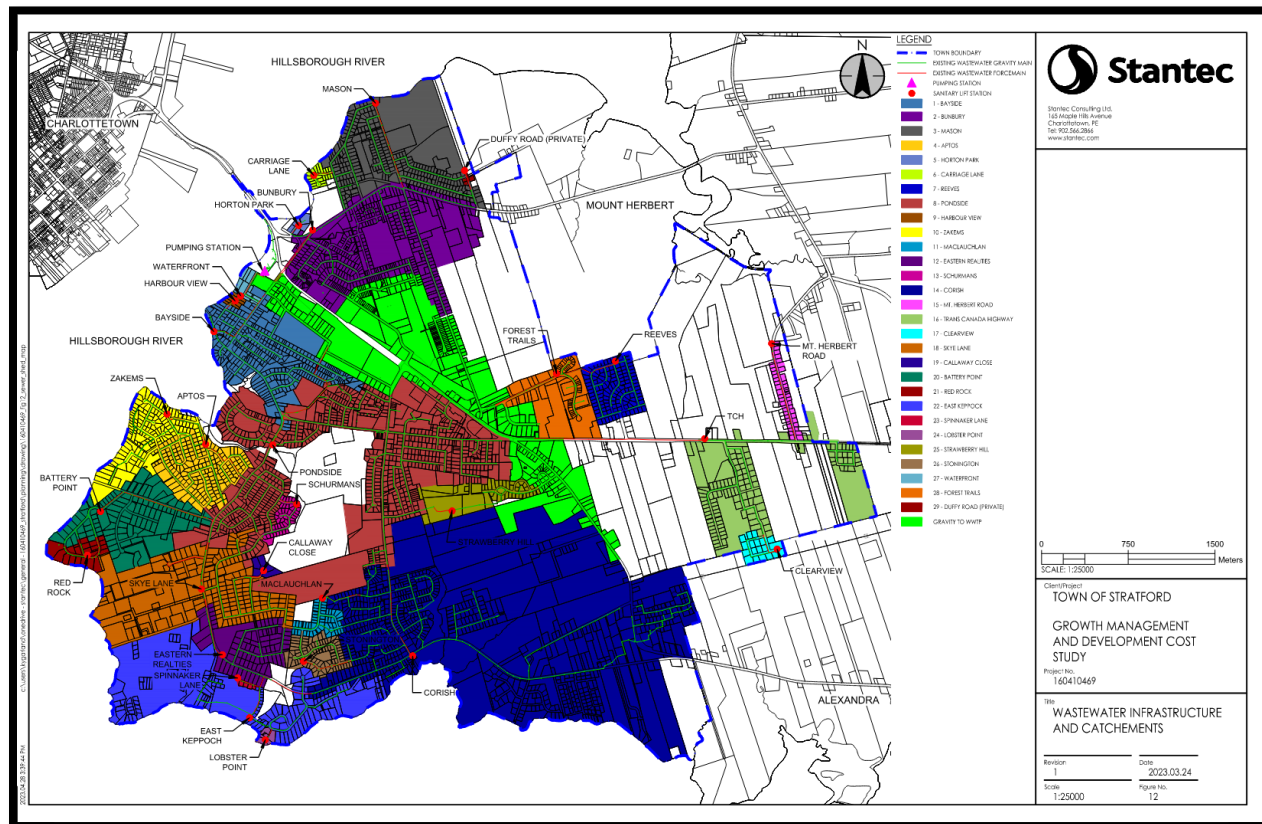 HILLSBOROUGH RIVER
MASON
CHARLOTTETOWN
DUFFY ROAD (PRIVATE)
CARRIAGE
LANE
BUNBURY
HORTON PARK
MOUNT HERBERT
PUMPING STATION
WATERFRONT
HARBOUR VIEW
BAYSIDE
HILLSBOROUGH RIVER
FOREST
TRAILS
REEVES
MT. HERBERT
ROAD
ZAKEMS
APTOS
TCH
BATTERY
POINT
PONDSIDE
SCHURMANS
STRAWBERRY HILL
CALLAWAY
CLOSE
RED
ROCK
SKYE LANE
MACLAUCHLAN
CLEARVIEW
EASTERN
REALTIES
SPINNAKER
LANE
CORISH
ALEXANDRA
EAST
KEPPOCH
LOBSTER
POINT
N
LEGEND
TOWN BOUNDARY
EXISTING WASTEWATER GRAVITY MAIN
EXISTING WASTEWATER FORCEMAIN
PUMPING STATION
SANITARY LIFT STATION
1 - BAYSIDE
2 - BUNBURY
3 - MASON
4 - APTOS
5 - HORTON PARK
6 - CARRIAGE LANE
7 - REEVES
8 - PONDSIDE
9 - HARBOUR VIEW
10 - ZAKEMS
11 - MACLAUCHLAN
12 - EASTERN REALTIES
13 - SCHURMANS
14 - CORISH
15 - MT. HERBERT ROAD
16 - TRANS CANADA HIGHWAY
17 - CLEARVIEW
18 - SKYE LANE
19 - CALLAWAY CLOSE
20 - BATTERY POINT
21 - RED ROCK
22 - EAST KEPPOCK
23 - SPINNAKER LANE
24 - LOBSTER POINT
25 - STRAWBERRY HILL
26 - STONINGTON
27 - WATERFRONT
28 - FOREST TRAILS
29 - DUFFY ROAD (PRIVATE)
GRAVITY TO WWTP
Stantec
Stantec Consulting Ltd.
165 Maple Hills Avenue
Charlottetown, PE
Tel: 902.566.2866
www.stantec.com
0 750 1500
Meters
SCALE: 1:25000
Client/Project
TOWN OF STRATFORD
GROWTH MANAGEMENT
AND DEVELOPMENT COST
STUDY
Project No.
160410469
Title
WASTEWATER INFRASTRUCTURE
AND CATCHEMENTS
Revision Date
1 2023.03.24
Scale Figure No.
1:25000 12